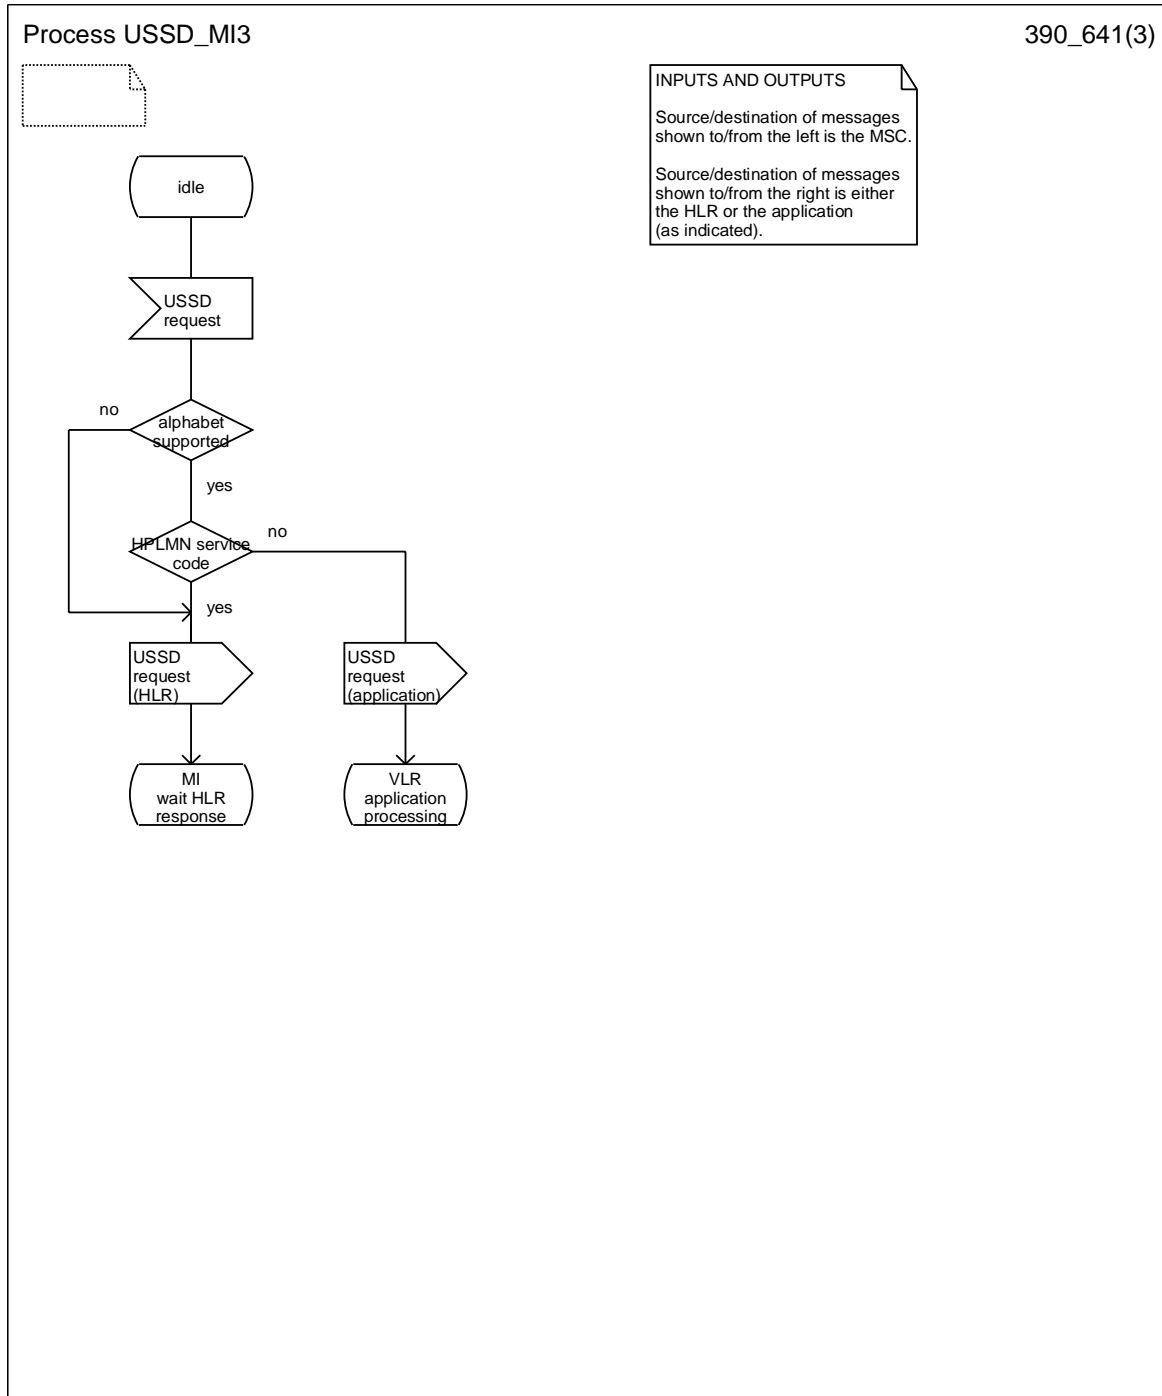 Process USSD_MI3
390_641(3)
INPUTS AND OUTPUTS
Source/destination of messages
shown to/from the left is the MSC.
Source/destination of messages
shown to/from the right is either
the HLR or the application
(as indicated).
idle
USSD
request
no
alphabet
supported
yes
no
HPLMN service
code
yes
USSD
request
(HLR)
USSD
request
(application)
MI
wait HLR
response
VLR
application
processing